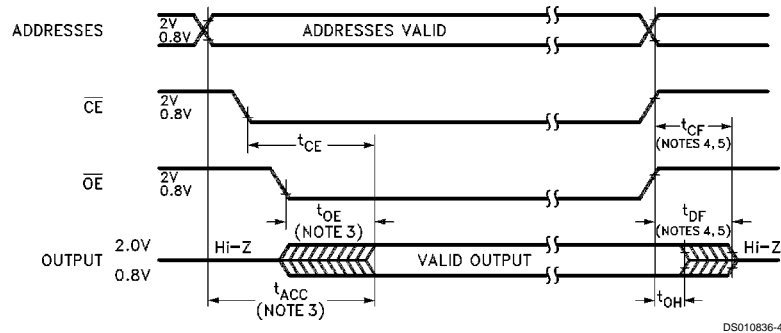 ADDRESSES 2V 0.8V ADDRESSES VALID
CE 2V 0.8V
tCE
tCF
(NOTES 4, 5)
OE 2V 0.8V
tOE
(NOTE 3)
tDF
(NOTES 4, 5)
OUTPUT 2.0V 0.8V Hi-Z VALID OUTPUT Hi-Z
tACC
(NOTE 3)
tOH
DS010836-4